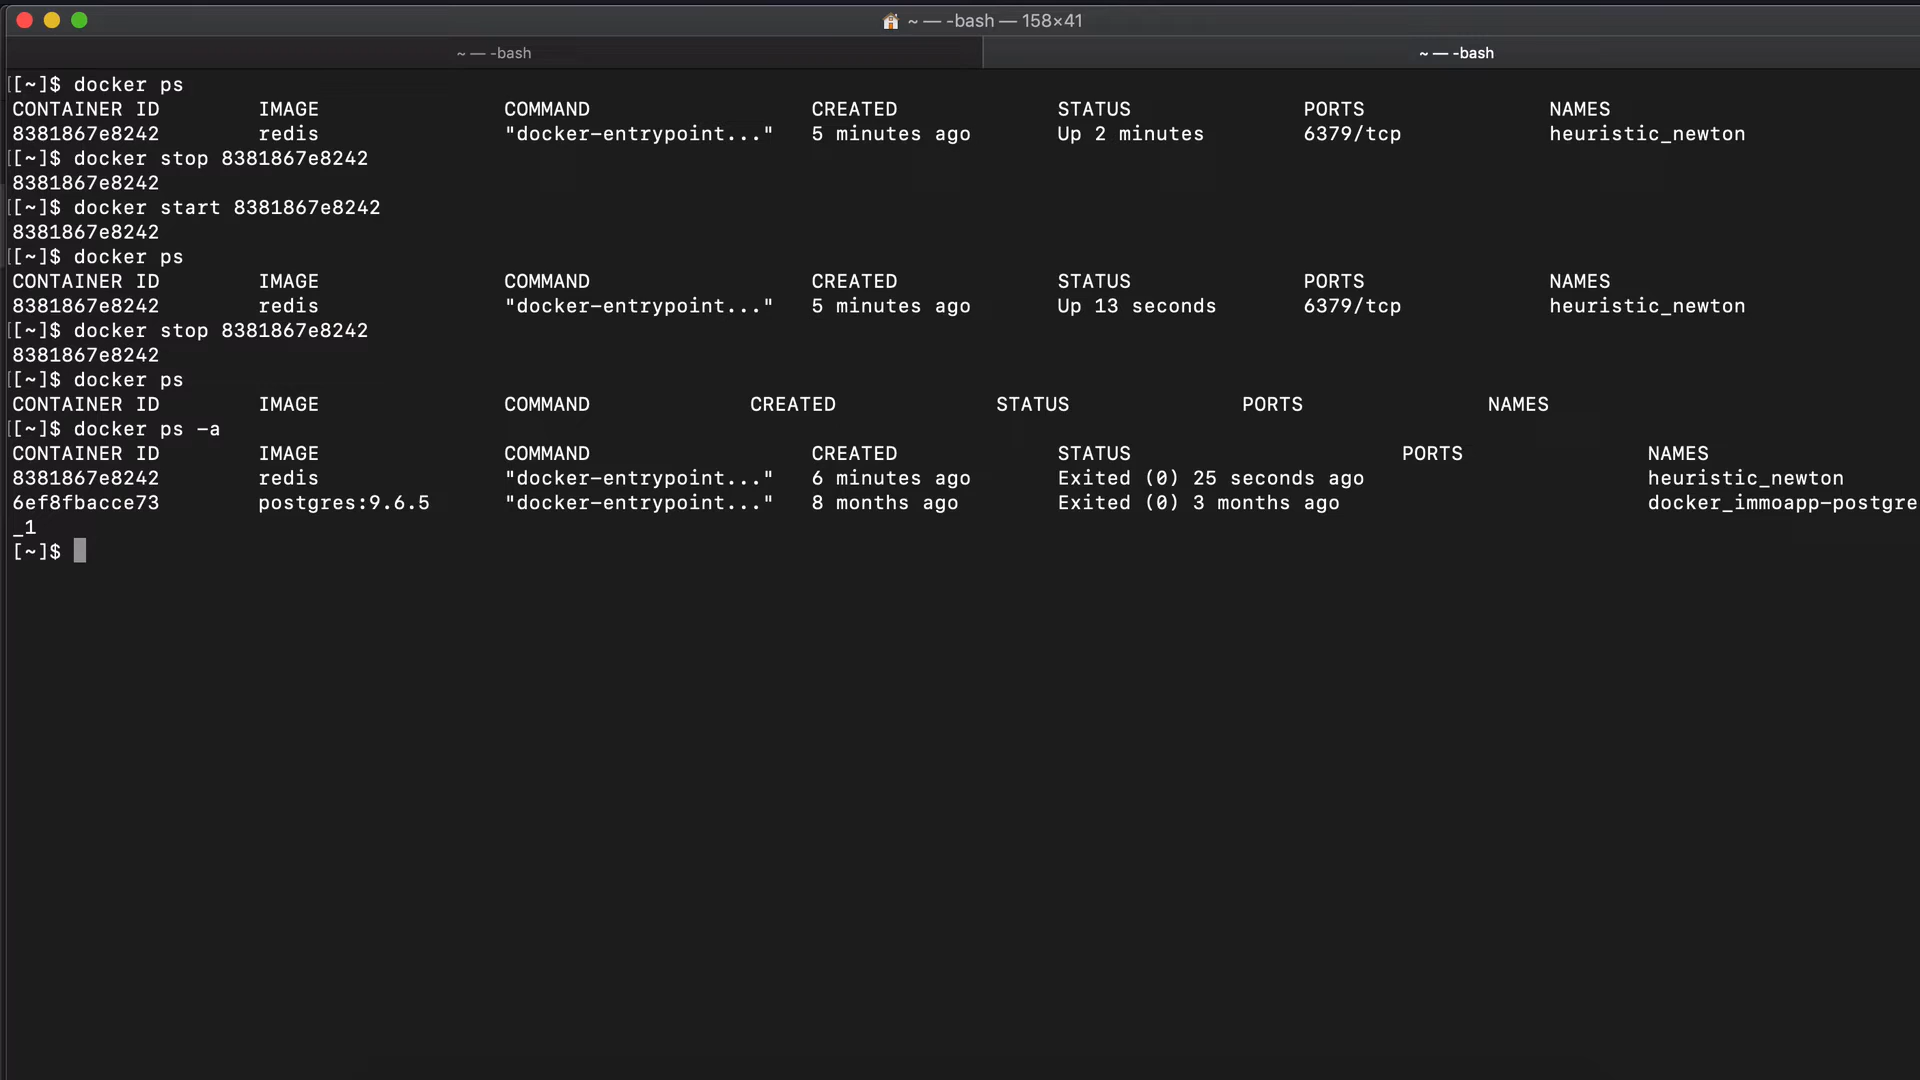 ~ — -bash — 158×41
~ — -bash
~ — -bash
[[~]$ docker ps
CONTAINER ID IMAGE COMMAND CREATED STATUS PORTS NAMES
8381867e8242 redis "docker-entrypoint..." 5 minutes ago Up 2 minutes 6379/tcp heuristic_newton
[[~]$ docker stop 8381867e8242
8381867e8242
[[~]$ docker start 8381867e8242
8381867e8242
[[~]$ docker ps
CONTAINER ID IMAGE COMMAND CREATED STATUS PORTS NAMES
8381867e8242 redis "docker-entrypoint..." 5 minutes ago Up 13 seconds 6379/tcp heuristic_newton
[[~]$ docker stop 8381867e8242
8381867e8242
[[~]$ docker ps
CONTAINER ID IMAGE COMMAND CREATED STATUS PORTS NAMES
[[~]$ docker ps -a
CONTAINER ID IMAGE COMMAND CREATED STATUS PORTS NAMES
8381867e8242 redis "docker-entrypoint..." 6 minutes ago Exited (0) 25 seconds ago heuristic_newton
6ef8fbacce73 postgres:9.6.5 "docker-entrypoint..." 8 months ago Exited (0) 3 months ago docker_immoapp-postgre
_1
[~]$